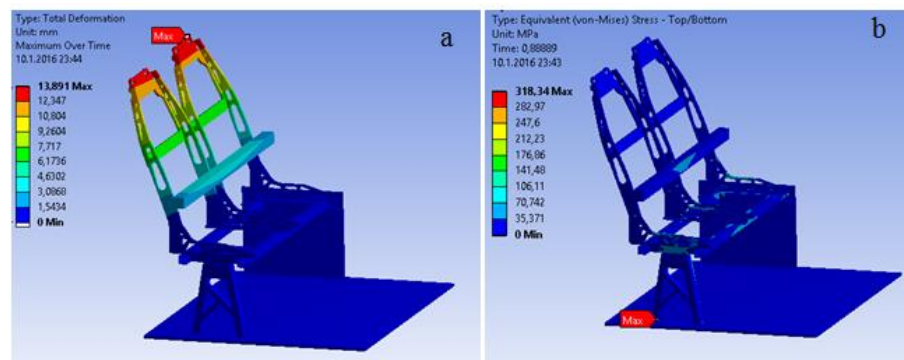 Type: Total Deformation
Unit: mm
Maximum Over Time
10.1.2016 23:44
Max
a
13,891 Max
12,347
10,804
9,2604
7,717
6,1736
4,6302
3,0868
1,5434
0 Min
Type: Equivalent (von-Mises) Stress - Top/Bottom
Unit: MPa
Time: 0,88889
10.1.2016 23:43
b
318,34 Max
282,97
247,6
212,23
176,86
141,48
106,11
70,742
35,371
0 Min
Max